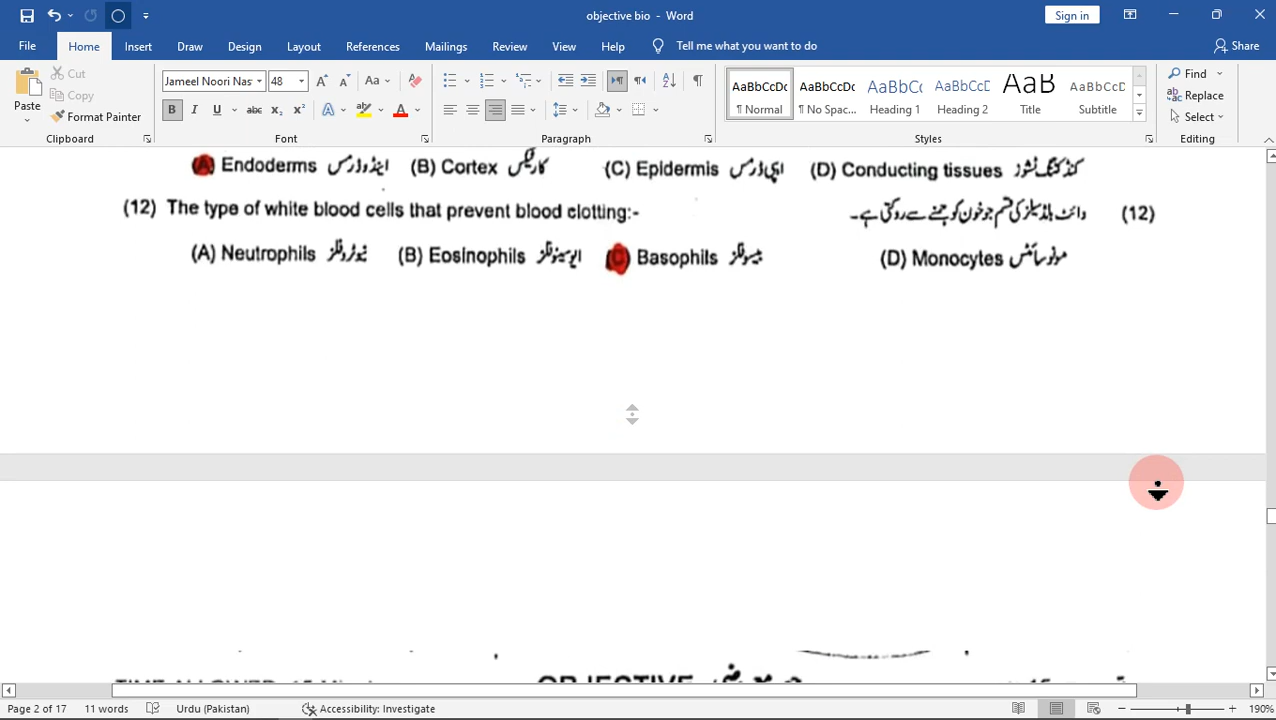 objective bio - Word
Sign in
File Home Insert Draw Design Layout References Mailings Review View Help Tell me what you want to do Share
Paste Cut Copy Format Painter
Jameel Noori Nas 48
AaBbCcDc AaBbCcDc AaBbCc AaBbCcD AaB AaBbCcD
¶ Normal ¶ No Spac... Heading 1 Heading 2 Title Subtitle
Find Replace Select
Clipboard Font Paragraph Styles Editing
(A) Endoderms اینڈوڈرمس (B) Cortex کارٹیکس (C) Epidermis اپی ڈرمس (D) Conducting tissues کنڈکٹنگ ٹشوز
(12) The type of white blood cells that prevent blood clotting:- وائٹ بلڈ سیلز کی قسم جو خون کو جمنے سے روکتی ہے۔ (12)
(A) Neutrophils نیوٹروفلز (B) Eosinophils ایوسینوفلز (C) Basophils بیسوفلز (D) Monocytes مونوسائٹس
OBJECTIVE
Page 2 of 17 11 words Urdu (Pakistan) Accessibility: Investigate 190%